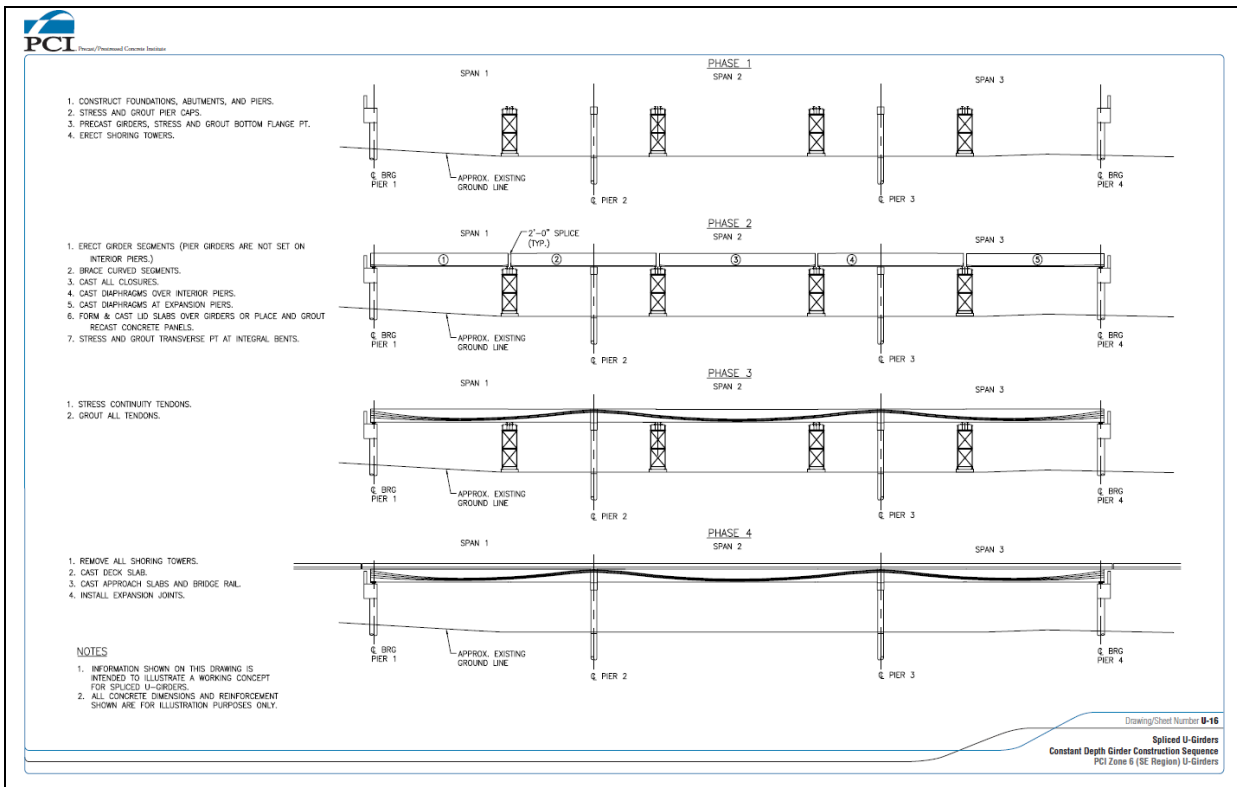 PCI Precast/Prestressed Concrete Institute
PHASE 1
SPAN 1
SPAN 2
SPAN 3
1. CONSTRUCT FOUNDATIONS, ABUTMENTS, AND PIERS.
2. STRESS AND GROUT PIER CAPS.
3. PRECAST GIRDERS, STRESS AND GROUT BOTTOM FLANGE PT.
4. ERECT SHORING TOWERS.
℄ BRG
PIER 1
APPROX. EXISTING
GROUND LINE
℄ PIER 2
℄ PIER 3
℄ BRG
PIER 4
PHASE 2
SPAN 1
2'-0" SPLICE
(TYP.)
SPAN 2
SPAN 3
1. ERECT GIRDER SEGMENTS (PIER GIRDERS ARE NOT SET ON
INTERIOR PIERS.)
2. BRACE CURVED SEGMENTS.
3. CAST ALL CLOSURES.
4. CAST DIAPHRAGMS OVER INTERIOR PIERS.
5. CAST DIAPHRAGMS AT EXPANSION PIERS.
6. FORM & CAST LID SLABS OVER GIRDERS OR PLACE AND GROUT
RECAST CONCRETE PANELS.
7. STRESS AND GROUT TRANSVERSE PT AT INTEGRAL BENTS.
1 2 3 4 5
℄ BRG
PIER 1
APPROX. EXISTING
GROUND LINE
℄ PIER 2
℄ PIER 3
℄ BRG
PIER 4
PHASE 3
SPAN 1
SPAN 2
SPAN 3
1. STRESS CONTINUITY TENDONS.
2. GROUT ALL TENDONS.
℄ BRG
PIER 1
APPROX. EXISTING
GROUND LINE
℄ PIER 2
℄ PIER 3
℄ BRG
PIER 4
PHASE 4
SPAN 1
SPAN 2
SPAN 3
1. REMOVE ALL SHORING TOWERS.
2. CAST DECK SLAB.
3. CAST APPROACH SLABS AND BRIDGE RAIL.
4. INSTALL EXPANSION JOINTS.
℄ BRG
PIER 1
APPROX. EXISTING
GROUND LINE
℄ PIER 2
℄ PIER 3
℄ BRG
PIER 4
NOTES
1. INFORMATION SHOWN ON THIS DRAWING IS
INTENDED TO ILLUSTRATE A WORKING CONCEPT
FOR SPLICED U-GIRDERS.
2. ALL CONCRETE DIMENSIONS AND REINFORCEMENT
SHOWN ARE FOR ILLUSTRATION PURPOSES ONLY.
Drawing/Sheet Number U-16
Spliced U-Girders
Constant Depth Girder Construction Sequence
PCI Zone 6 (SE Region) U-Girders